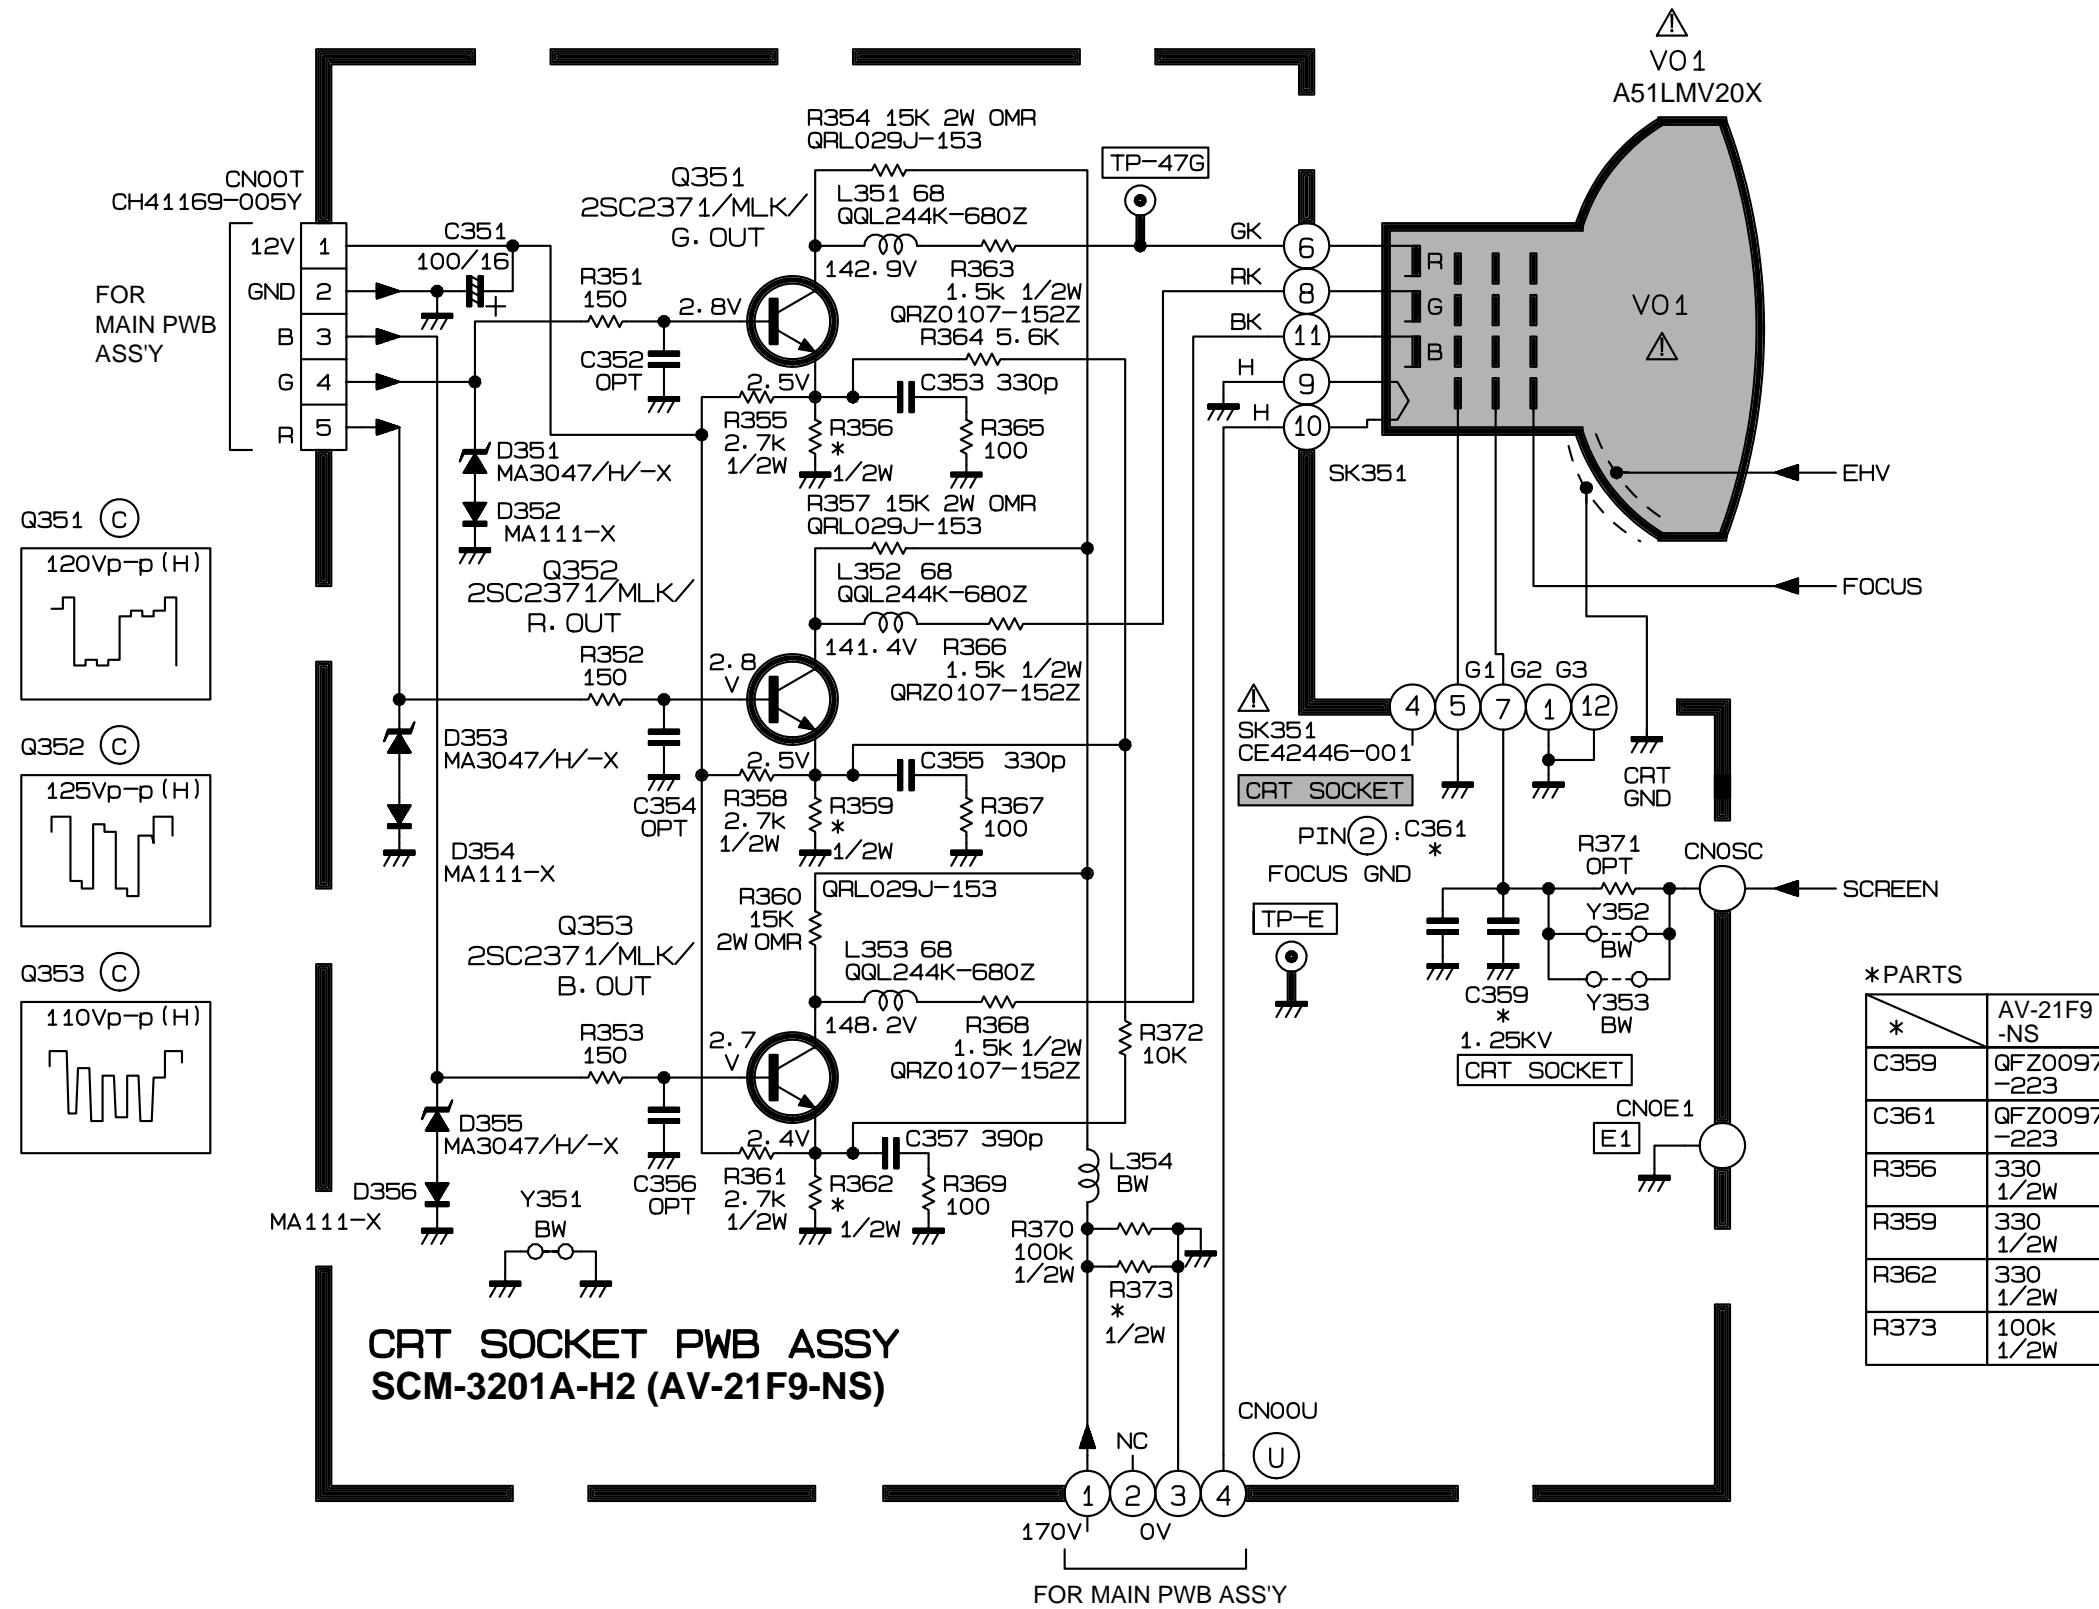 V01
A51LMV20X
R354 15K 2W OMR
QRL029J-153
TP-47G
CN00T
CH41169-005Y
Q351
2SC2371/MLK/
G.OUT
L351 68
QQL244K-680Z
12V 1
GND 2
B 3
G 4
R 5
FOR
MAIN PWB
ASS'Y
C351
100/16
+
R351
150
2.8V
142.9V
R363
1.5k 1/2W
QRZ0107-152Z
R364 5.6K
C352
OPT
2.5V
C353 330p
R355
2.7k
1/2W
R356
*
1/2W
R365
100
GK 6
RK 8
BK 11
H 9
H 10
SK351
R
G
B
V01
EHV
FOCUS
D351
MA3047/H/-X
D352
MA111-X
R357 15K 2W OMR
QRL029J-153
Q351 C
120Vp-p(H)
Q352
2SC2371/MLK/
R.OUT
L352 68
QQL244K-680Z
R352
150
2.8
V
141.4V
R366
1.5k 1/2W
QRZ0107-152Z
G1 G2 G3
4 5 7 1 12
SK351
CE42446-001
CRT SOCKET
CRT
GND
Q352 C
125Vp-p(H)
D353
MA3047/H/-X
D354
MA111-X
C354
OPT
2.5V
C355 330p
R358
2.7K
1/2W
R359
*
1/2W
R367
100
PIN 2 : C361
*
FOCUS GND
R371
OPT
CN0SC
SCREEN
Y352
BW
Y353
BW
C359
*
1.25KV
CRT SOCKET
TP-E
R360
15K
2W OMR
QRL029J-153
Q353
2SC2371/MLK/
B.OUT
L353 68
QQL244K-680Z
Q353 C
110Vp-p(H)
R353
150
2.7
V
148.2V
R368
1.5k 1/2W
QRZ0107-152Z
R372
10K
D355
MA3047/H/-X
D356
MA111-X
C356
OPT
2.4V
C357 390p
R361
2.7K
1/2W
R362
*
1/2W
R369
100
L354
BW
Y351
BW
R370
100k
1/2W
R373
*
1/2W
CN0E1
E1
*PARTS
* AV-21F9
-NS
C359 QFZ0097
-223
C361 QFZ0097
-223
R356 330
1/2W
R359 330
1/2W
R362 330
1/2W
R373 100k
1/2W
CRT SOCKET PWB ASSY
SCM-3201A-H2 (AV-21F9-NS)
CN00U
U
NC
1 2 3 4
170V 0V
FOR MAIN PWB ASS'Y